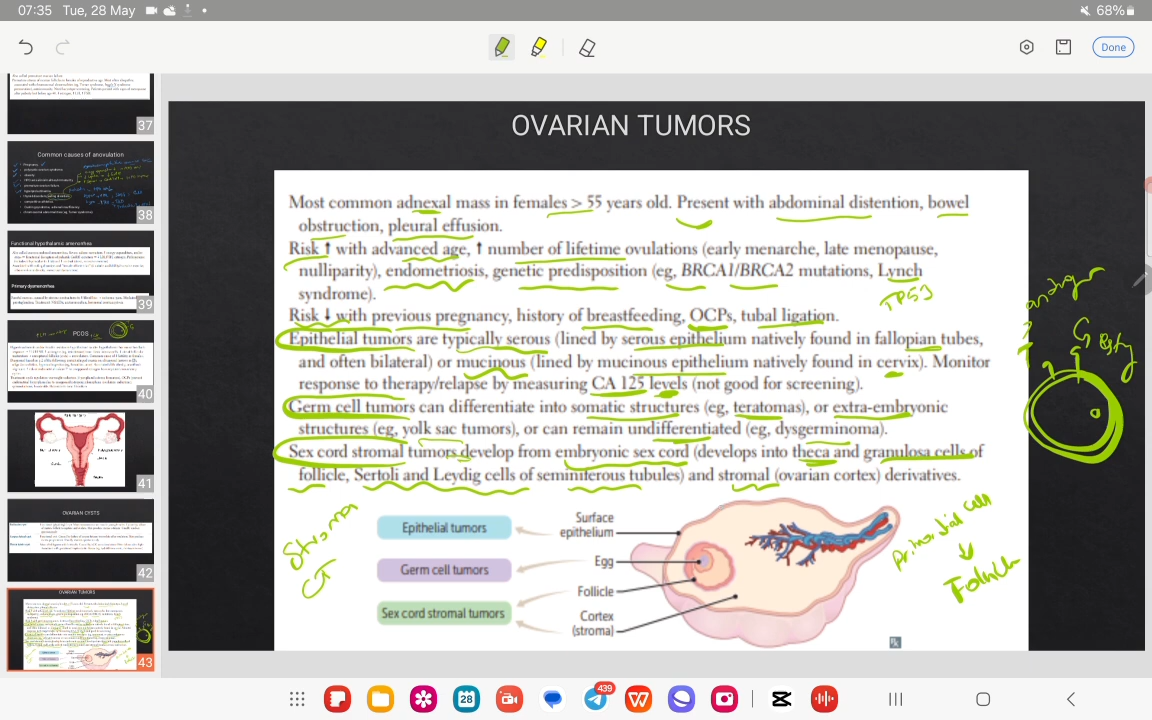 07:35 Tue, 28 May
68%
Done
37
Common causes of anovulation
38
Functional hypothalamic amenorrhea
Primary dysmenorrhea
39
PCOS
40
41
OVARIAN CYSTS
42
OVARIAN TUMORS
43
OVARIAN TUMORS
Most common adnexal mass in females > 55 years old. Present with abdominal distention, bowel
obstruction, pleural effusion.
Risk ↑ with advanced age, ↑ number of lifetime ovulations (early menarche, late menopause,
nulliparity), endometriosis, genetic predisposition (eg, BRCA1/BRCA2 mutations, Lynch
syndrome).
TP53
Risk ↓ with previous pregnancy, history of breastfeeding, OCPs, tubal ligation.
Epithelial tumors are typically serous (lined by serous epithelium natively found in fallopian tubes,
and often bilateral) or mucinous (lined by mucinous epithelium natively found in cervix). Monitor
response to therapy/relapse by measuring CA 125 levels (not good for screening).
Germ cell tumors can differentiate into somatic structures (eg, teratomas), or extra-embryonic
structures (eg, yolk sac tumors), or can remain undifferentiated (eg, dysgerminoma).
Sex cord stromal tumors develop from embryonic sex cord (develops into theca and granulosa cells of
follicle, Sertoli and Leydig cells of seminiferous tubules) and stromal (ovarian cortex) derivatives.
Stroma
CT
Epithelial tumors
Germ cell tumors
Sex cord stromal tumors
Surface
epithelium
Egg
Follicle
Cortex
(stroma)
Primordial cell
Follicle
T
G
439
28